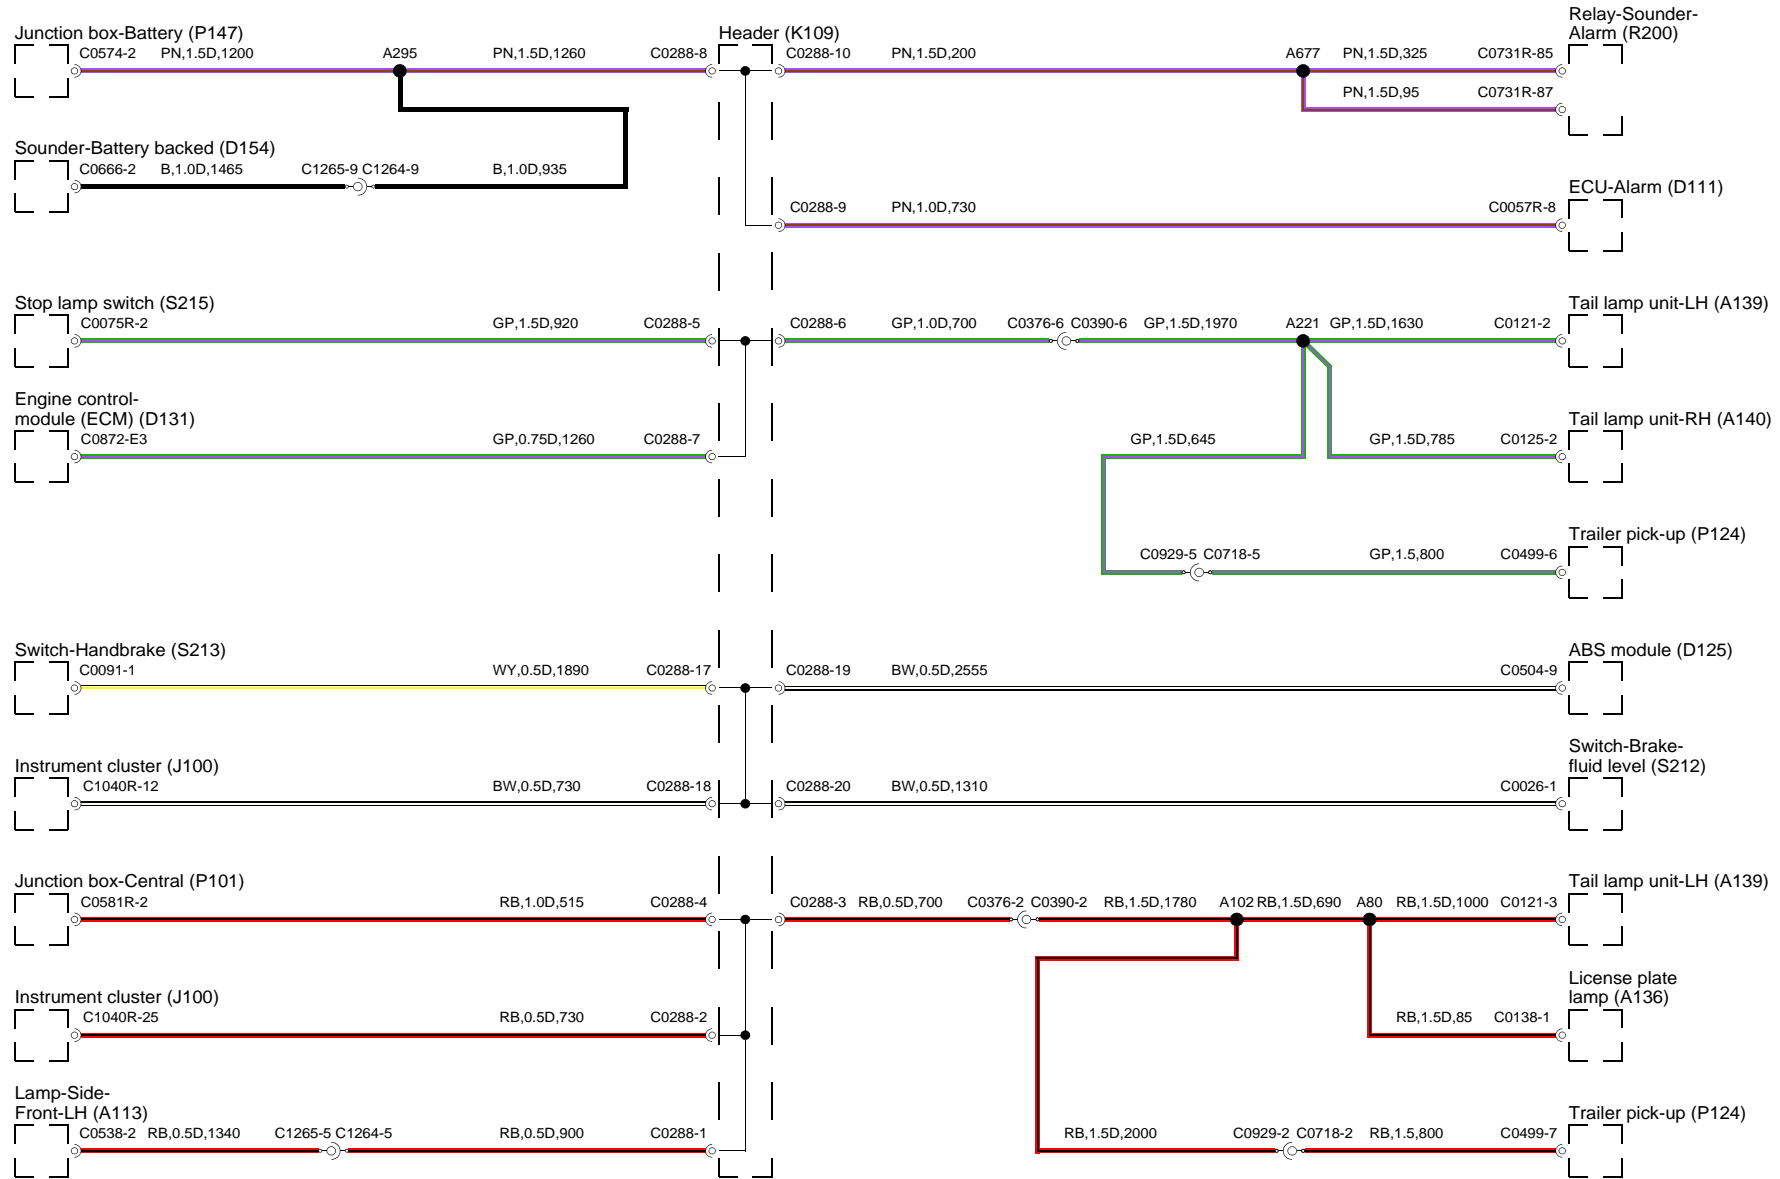 Junction box-Battery (P147)
C0574-2 PN,1.5D,1200 A295 PN,1.5D,1260 C0288-8
Header (K109)
C0288-10 PN,1.5D,200 A677 PN,1.5D,325 C0731R-85
Relay-Sounder-
Alarm (R200)
PN,1.5D,95 C0731R-87
Sounder-Battery backed (D154)
C0666-2 B,1.0D,1465 C1265-9 C1264-9 B,1.0D,935
ECU-Alarm (D111)
C0288-9 PN,1.0D,730 C0057R-8
Stop lamp switch (S215)
C0075R-2 GP,1.5D,920 C0288-5
Tail lamp unit-LH (A139)
C0288-6 GP,1.0D,700 C0376-6 C0390-6 GP,1.5D,1970 A221 GP,1.5D,1630 C0121-2
Engine control-
module (ECM) (D131)
C0872-E3 GP,0.75D,1260 C0288-7
Tail lamp unit-RH (A140)
GP,1.5D,645 GP,1.5D,785 C0125-2
Trailer pick-up (P124)
C0929-5 C0718-5 GP,1.5,800 C0499-6
Switch-Handbrake (S213)
C0091-1 WY,0.5D,1890 C0288-17
ABS module (D125)
C0288-19 BW,0.5D,2555 C0504-9
Instrument cluster (J100)
C1040R-12 BW,0.5D,730 C0288-18
Switch-Brake-
fluid level (S212)
C0288-20 BW,0.5D,1310 C0026-1
Junction box-Central (P101)
C0581R-2 RB,1.0D,515 C0288-4
Tail lamp unit-LH (A139)
C0288-3 RB,0.5D,700 C0376-2 C0390-2 RB,1.5D,1780 A102 RB,1.5D,690 A80 RB,1.5D,1000 C0121-3
Instrument cluster (J100)
C1040R-25 RB,0.5D,730 C0288-2
License plate
lamp (A136)
RB,1.5D,85 C0138-1
Lamp-Side-
Front-LH (A113)
C0538-2 RB,0.5D,1340 C1265-5 C1264-5 RB,0.5D,900 C0288-1
Trailer pick-up (P124)
RB,1.5D,2000 C0929-2 C0718-2 RB,1.5,800 C0499-7